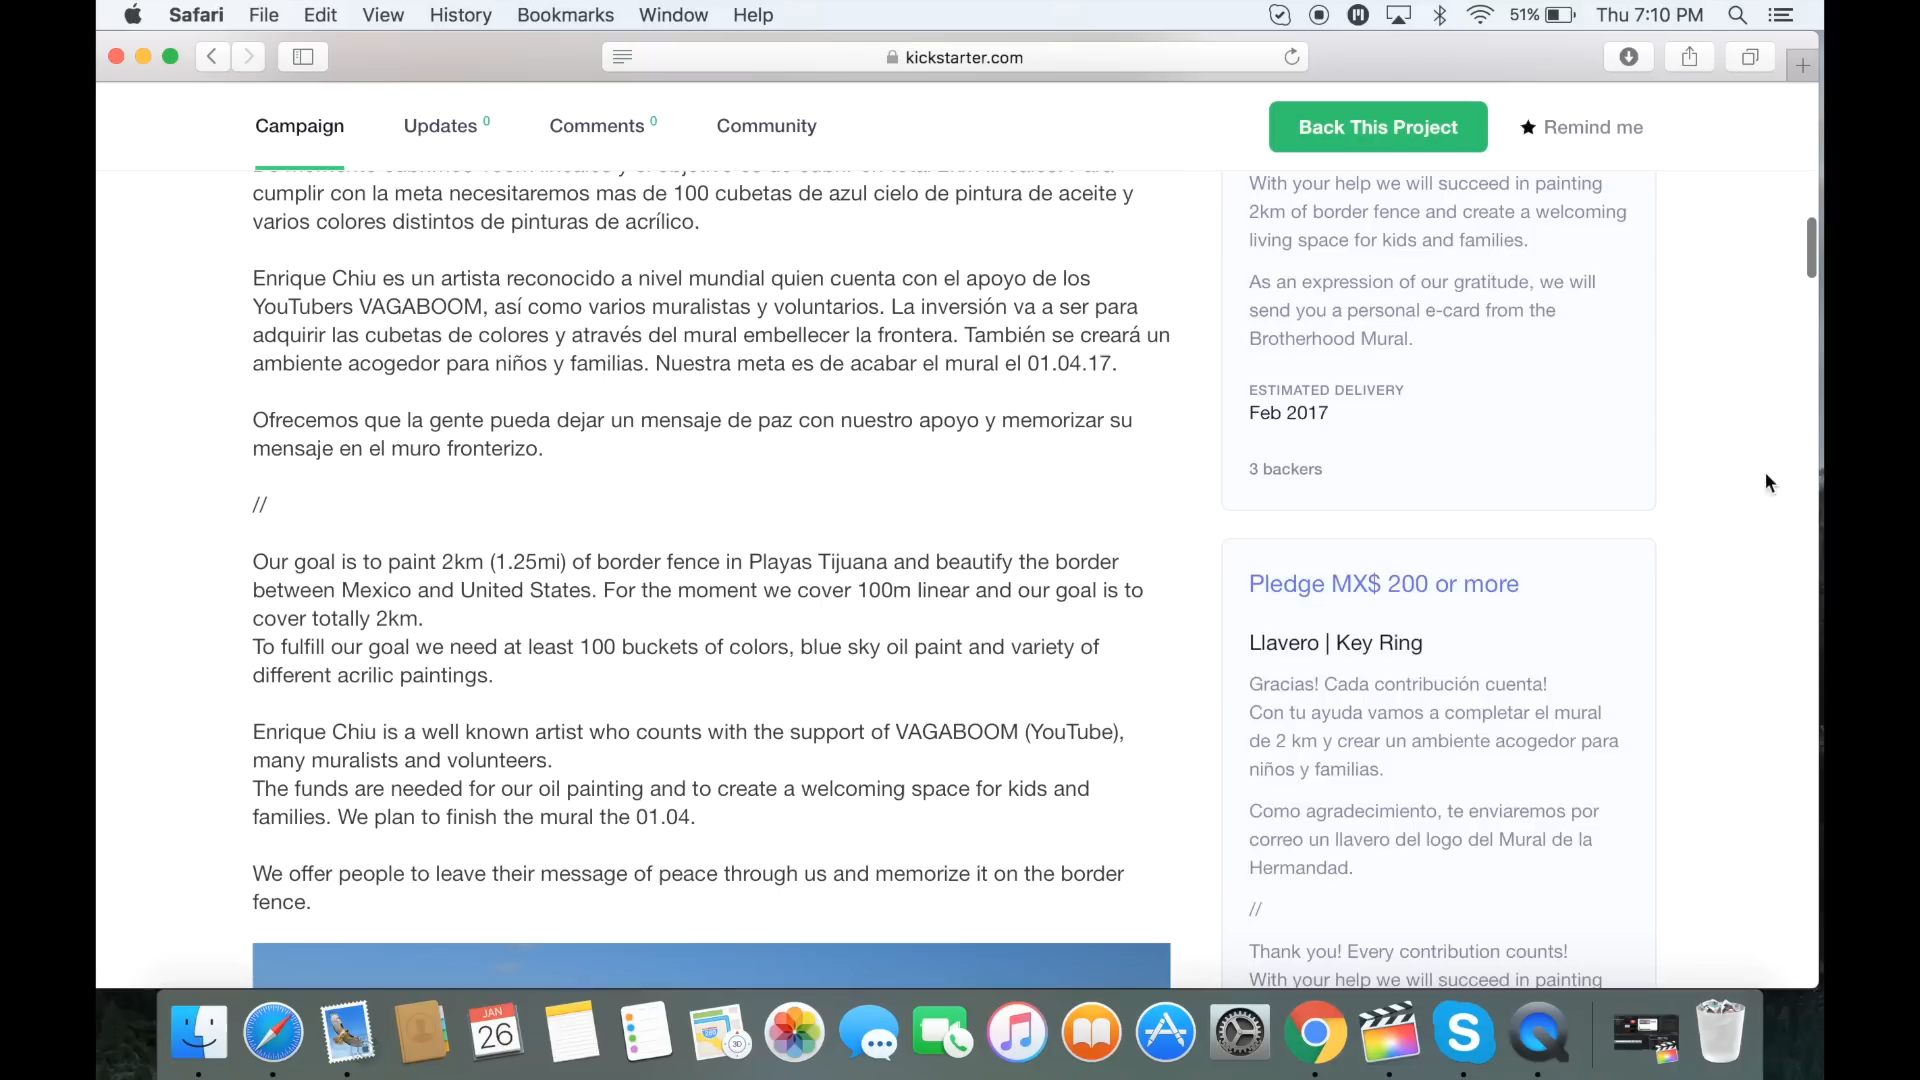 Safari File Edit View History Bookmarks Window Help
51% Thu 7:10 PM
kickstarter.com
Campaign Updates 0 Comments 0 Community
Back This Project
Remind me
cumplir con la meta necesitaremos mas de 100 cubetas de azul cielo de pintura de aceite y
varios colores distintos de pinturas de acrílico.
Enrique Chiu es un artista reconocido a nivel mundial quien cuenta con el apoyo de los
YouTubers VAGABOOM, así como varios muralistas y voluntarios. La inversión va a ser para
adquirir las cubetas de colores y através del mural embellecer la frontera. También se creará un
ambiente acogedor para niños y familias. Nuestra meta es de acabar el mural el 01.04.17.
Ofrecemos que la gente pueda dejar un mensaje de paz con nuestro apoyo y memorizar su
mensaje en el muro fronterizo.
//
Our goal is to paint 2km (1.25mi) of border fence in Playas Tijuana and beautify the border
between Mexico and United States. For the moment we cover 100m linear and our goal is to
cover totally 2km.
To fulfill our goal we need at least 100 buckets of colors, blue sky oil paint and variety of
different acrilic paintings.
Enrique Chiu is a well known artist who counts with the support of VAGABOOM (YouTube),
many muralists and volunteers.
The funds are needed for our oil painting and to create a welcoming space for kids and
families. We plan to finish the mural the 01.04.
We offer people to leave their message of peace through us and memorize it on the border
fence.
With your help we will succeed in painting
2km of border fence and create a welcoming
living space for kids and families.
As an expression of our gratitude, we will
send you a personal e-card from the
Brotherhood Mural.
ESTIMATED DELIVERY
Feb 2017
3 backers
Pledge MX$ 200 or more
Llavero | Key Ring
Gracias! Cada contribución cuenta!
Con tu ayuda vamos a completar el mural
de 2 km y crear un ambiente acogedor para
niños y familias.
Como agradecimiento, te enviaremos por
correo un llavero del logo del Mural de la
Hermandad.
//
Thank you! Every contribution counts!
With your help we will succeed in painting
JAN
26
3D